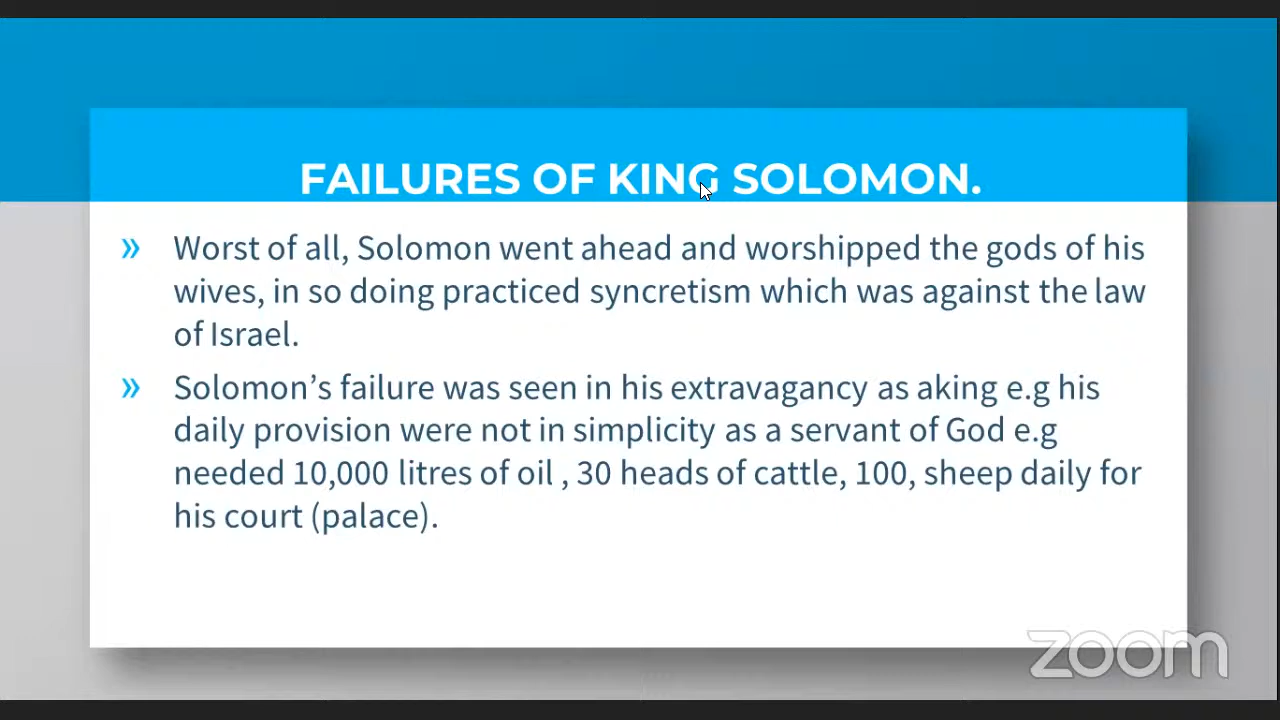 FAILURES OF KING SOLOMON.
» Worst of all, Solomon went ahead and worshipped the gods of his
wives, in so doing practiced syncretism which was against the law
of Israel.
» Solomon’s failure was seen in his extravagancy as aking e.g his
daily provision were not in simplicity as a servant of God e.g
needed 10,000 litres of oil , 30 heads of cattle, 100, sheep daily for
his court (palace).
zoom